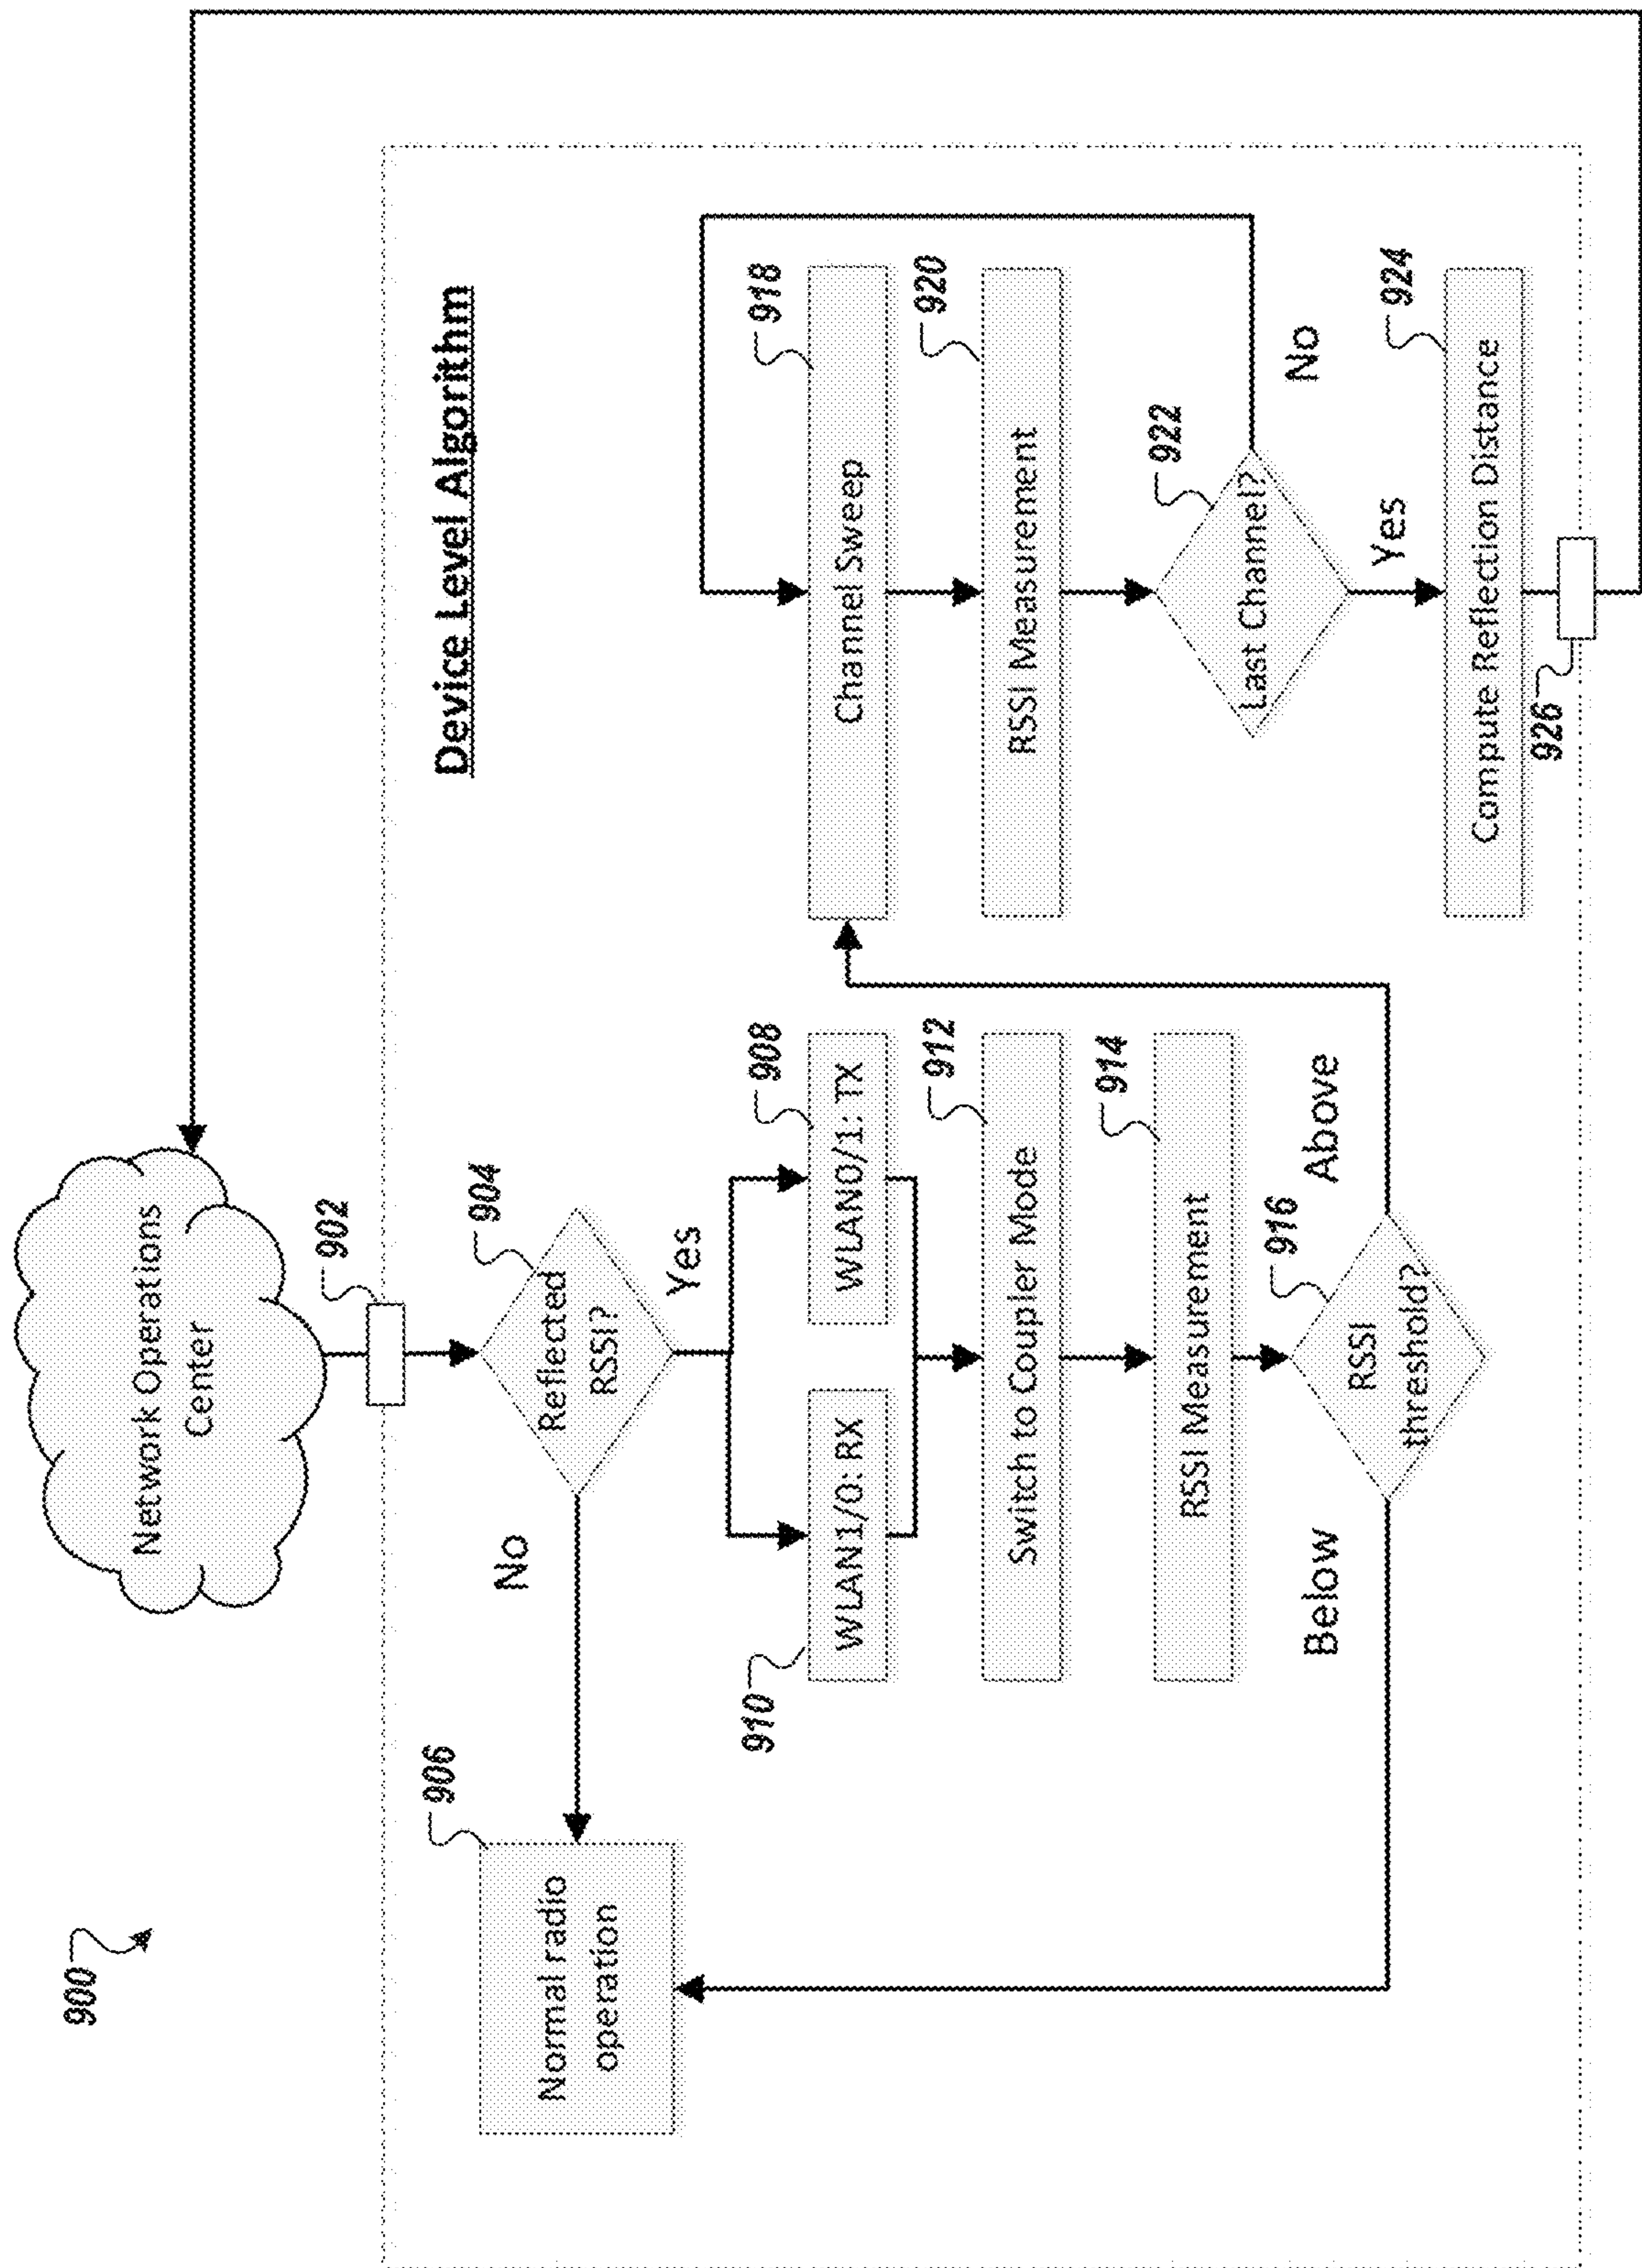 900
Network Operations
Center
902
Device Level Algorithm
904
Reflected
RSSI?
No
Yes
906
Normal radio
operation
910
WLAN1/0: RX
908
WLAN0/1: TX
912
Switch to Coupler Mode
914
RSSI Measurement
916
RSSI
threshold?
Below
Above
918
Channel Sweep
920
RSSI Measurement
922
Last Channel?
No
Yes
924
Compute Reflection Distance
926